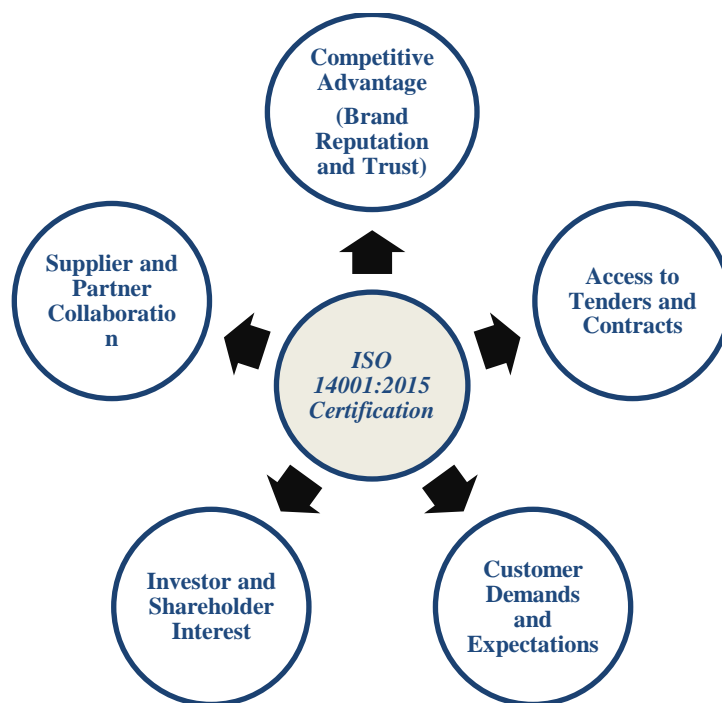 Competitive
Advantage
(Brand
Reputation
and Trust)
Supplier and
Partner
Collaboratio
n
Access to
Tenders and
Contracts
ISO
14001:2015
Certification
Investor and
Shareholder
Interest
Customer
Demands
and
Expectations